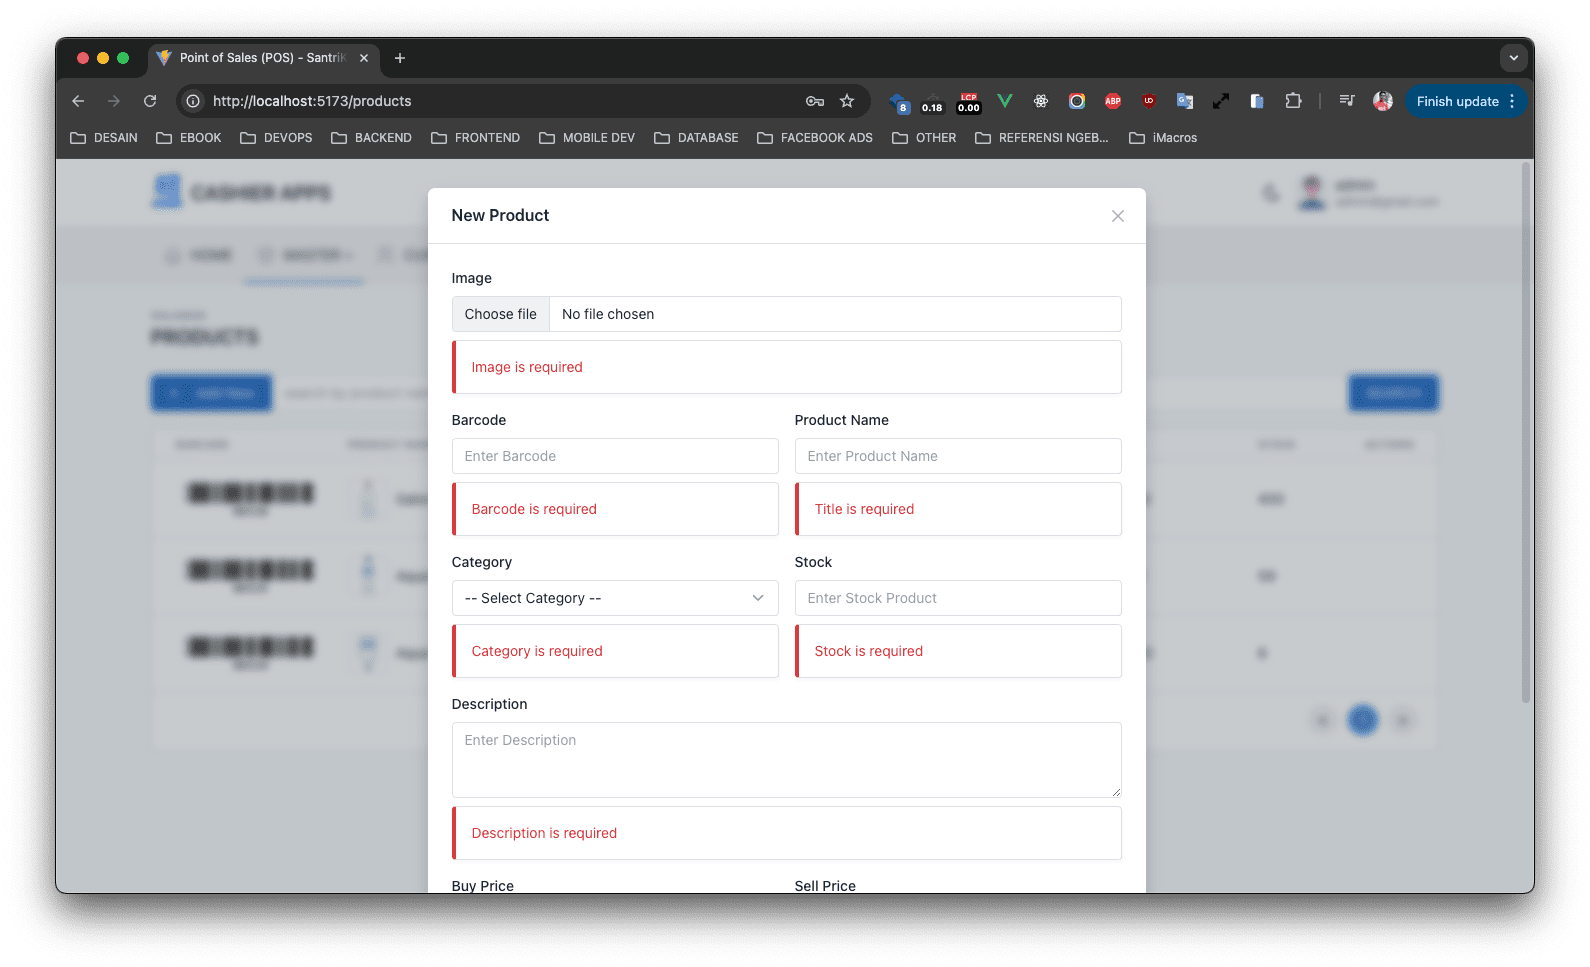 Point of Sales (POS) - SantriK
http://localhost:5173/products
8
0.18
LCP
0.00
ABP
Finish update
DESAIN
EBOOK
DEVOPS
BACKEND
FRONTEND
MOBILE DEV
DATABASE
FACEBOOK ADS
OTHER
REFERENSI NGEB...
iMacros
CASHIER APPS
HOME
MASTER
PRODUCTS
New Product
Image
Choose file No file chosen
Image is required
Barcode Product Name
Enter Barcode Enter Product Name
Barcode is required Title is required
Category Stock
-- Select Category -- Enter Stock Product
Category is required Stock is required
Description
Enter Description
Description is required
Buy Price Sell Price